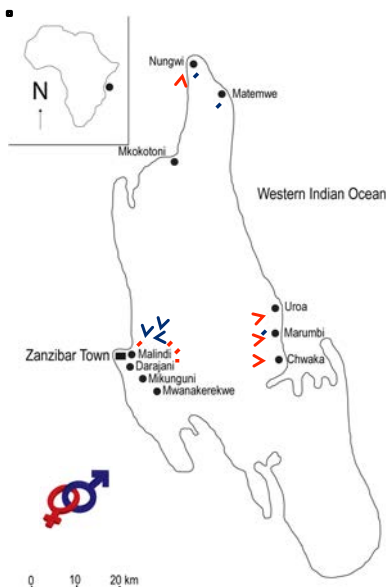 N
Nungwi
Matemwe
Mkokotoni
Western Indian Ocean
Uroa
Marumbi
Chwaka
Zanzibar Town
Malindi
Darajani
Mikunguni
Mwanakerekwe
0 10 20 km